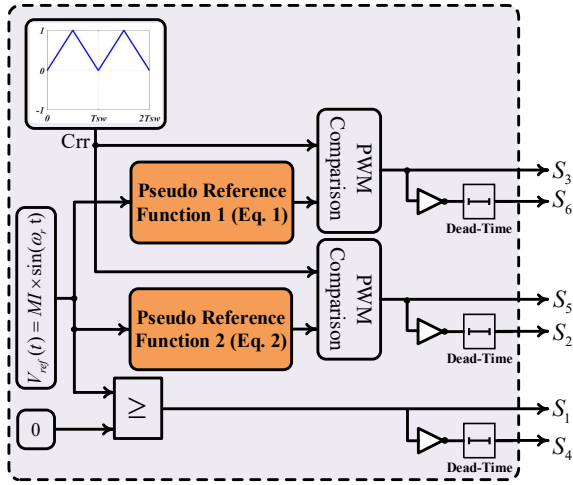 1
0
-1
0 Tsw 2Tsw
Crr
PWM
Comparison
S₃
Pseudo Reference
Function 1 (Eq. 1)
S₆
Dead-Time
V_ref (t) = MI × sin(ω_r t)
PWM
Comparison
S₅
Pseudo Reference
Function 2 (Eq. 2)
S₂
Dead-Time
≥
S₁
0
S₄
Dead-Time